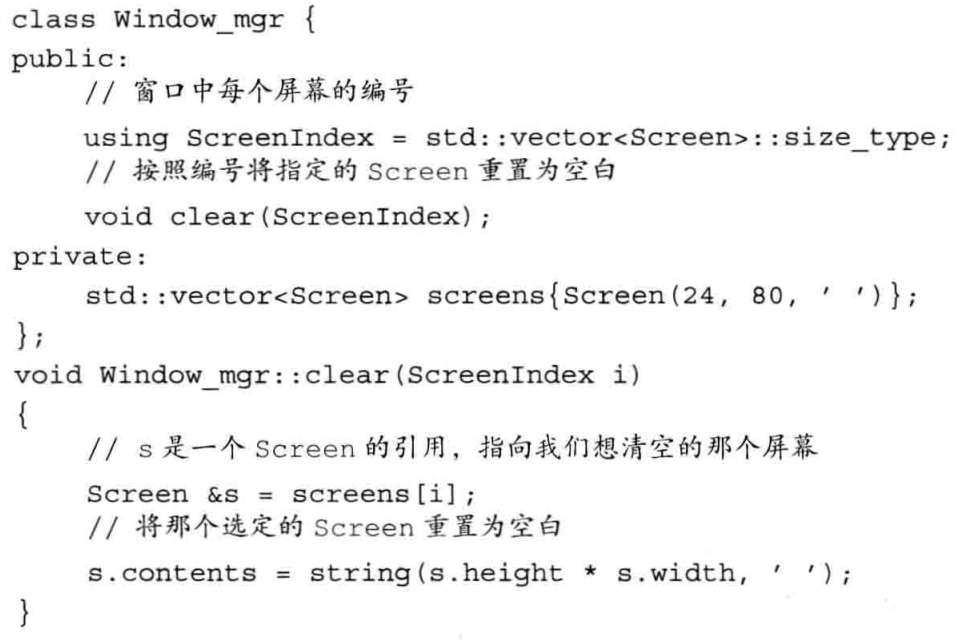 class Window_mgr {
public:
    // 窗口中每个屏幕的编号
    using ScreenIndex = std::vector<Screen>::size_type;
    // 按照编号将指定的 Screen 重置为空白
    void clear(ScreenIndex);
private:
    std::vector<Screen> screens{Screen(24, 80, ' ')};
};
void Window_mgr::clear(ScreenIndex i)
{
    // s 是一个 Screen 的引用，指向我们想清空的那个屏幕
    Screen &s = screens[i];
    // 将那个选定的 Screen 重置为空白
    s.contents = string(s.height * s.width, ' ');
}